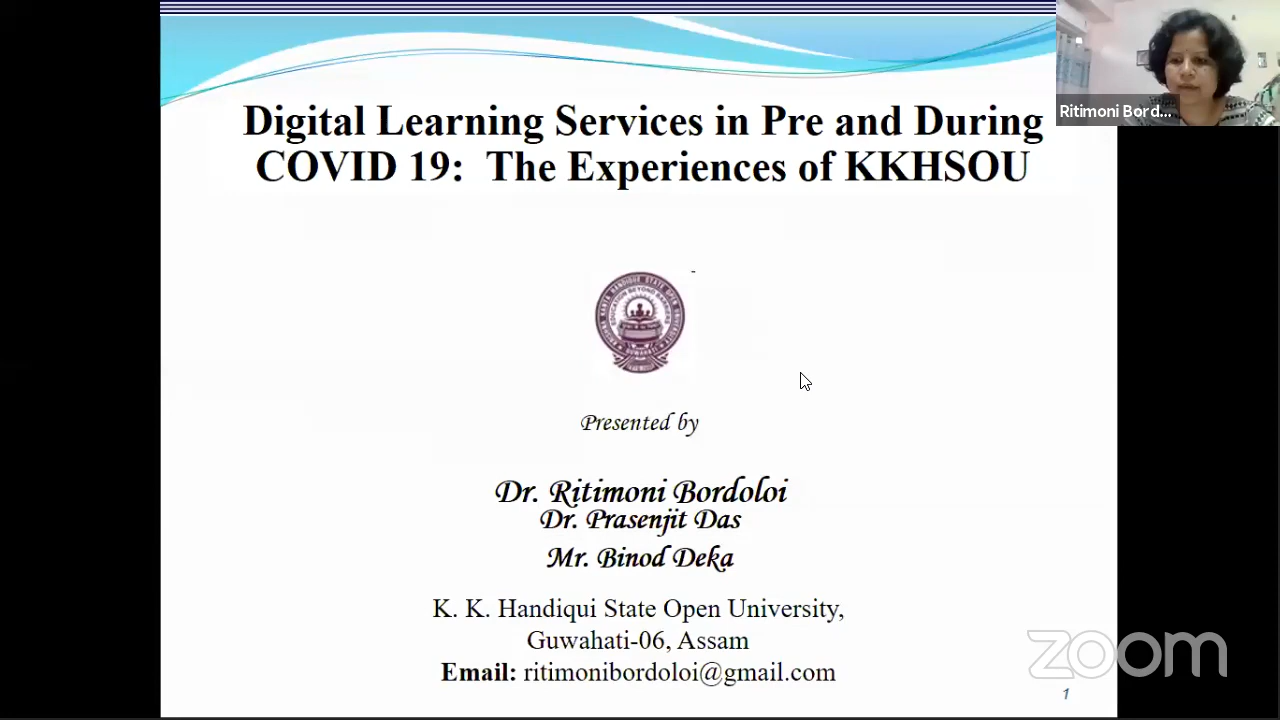 Digital Learning Services in Pre and During
COVID 19: The Experiences of KKHSOU
Ritimoni Bord...
Presented by
Dr. Ritimoni Bordoloi
Dr. Prasenjit Das
Mr. Binod Deka
K. K. Handiqui State Open University,
Guwahati-06, Assam
Email: ritimonibordoloi@gmail.com
zoom
1